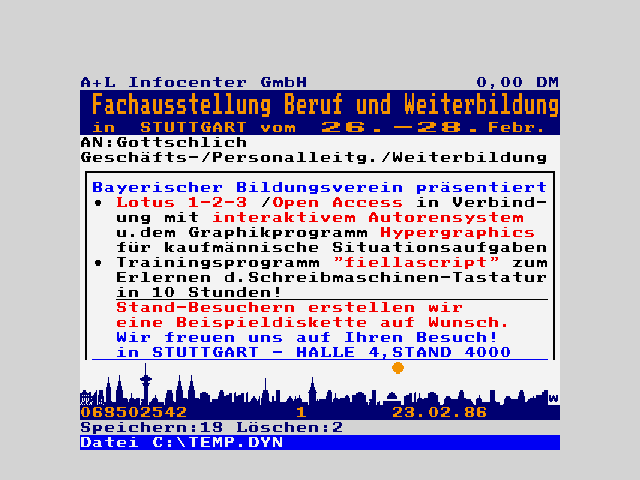 A+L Infocenter GmbH 0,00 DM
Fachausstellung Beruf und Weiterbildung
in STUTTGART vom 26.-28. Febr.
AN:Gottschlich
Geschäfts-/Personalleitg./Weiterbildung
Bayerischer Bildungsverein präsentiert
• Lotus 1-2-3 /Open Access in Verbind-
ung mit interaktivem Autorensystem
u.dem Graphikprogramm Hypergraphics
für kaufmännische Situationsaufgaben
• Trainingsprogramm "fiellascript" zum
Erlernen d.Schreibmaschinen-Tastatur
in 10 Stunden!
Stand-Besuchern erstellen wir
eine Beispieldiskette auf Wunsch.
Wir freuen uns auf Ihren Besuch!
in STUTTGART - HALLE 4,STAND 4000
W
068502542 1 23.02.86
Speichern:19 Löschen:2
Datei C:\TEMP.DYN